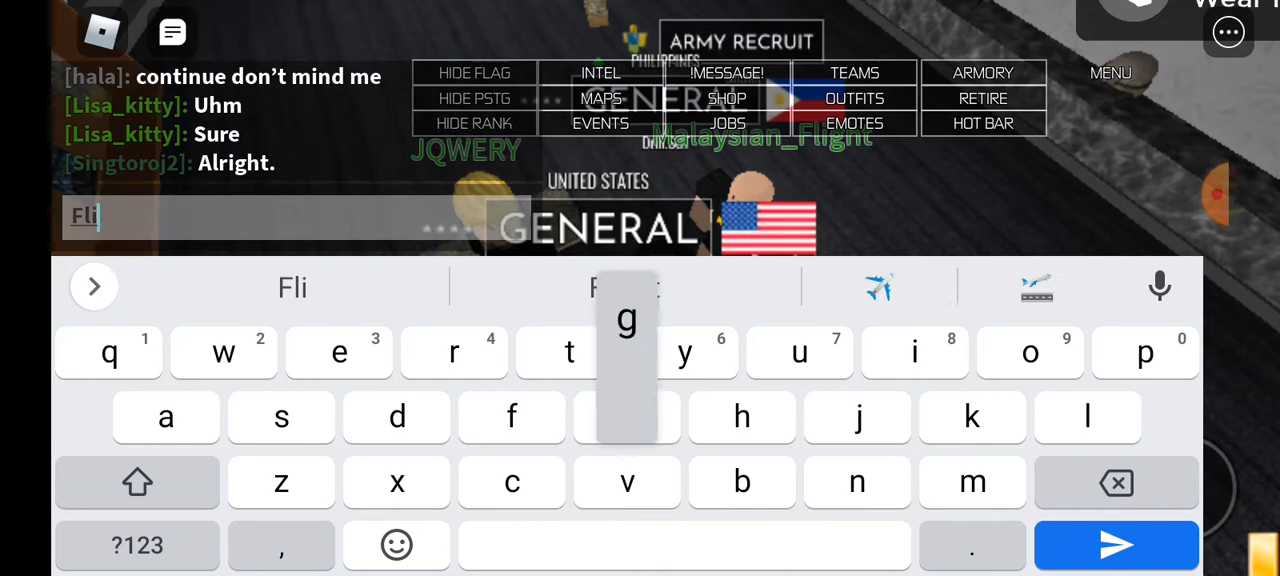 Wear
ARMY RECRUIT
PHILIPPINES
[hala]: continue don’t mind me
HIDE FLAG INTEL !MESSAGE! TEAMS ARMORY MENU
[Lisa_kitty]: Uhm
HIDE PSTG MAPS SHOP OUTFITS RETIRE
GENERAL
[Lisa_kitty]: Sure
HIDE RANK EVENTS JOBS EMOTES HOT BAR
JQWERY
Malaysian_Flight
[Singtoroj2]: Alright.
UNITED STATES
Fli
GENERAL
Fli
g
q 1 w 2 e 3 r 4 t y 6 u 7 i 8 o 9 p 0
a s d f h j k l
z x c v b n m
?123 , .